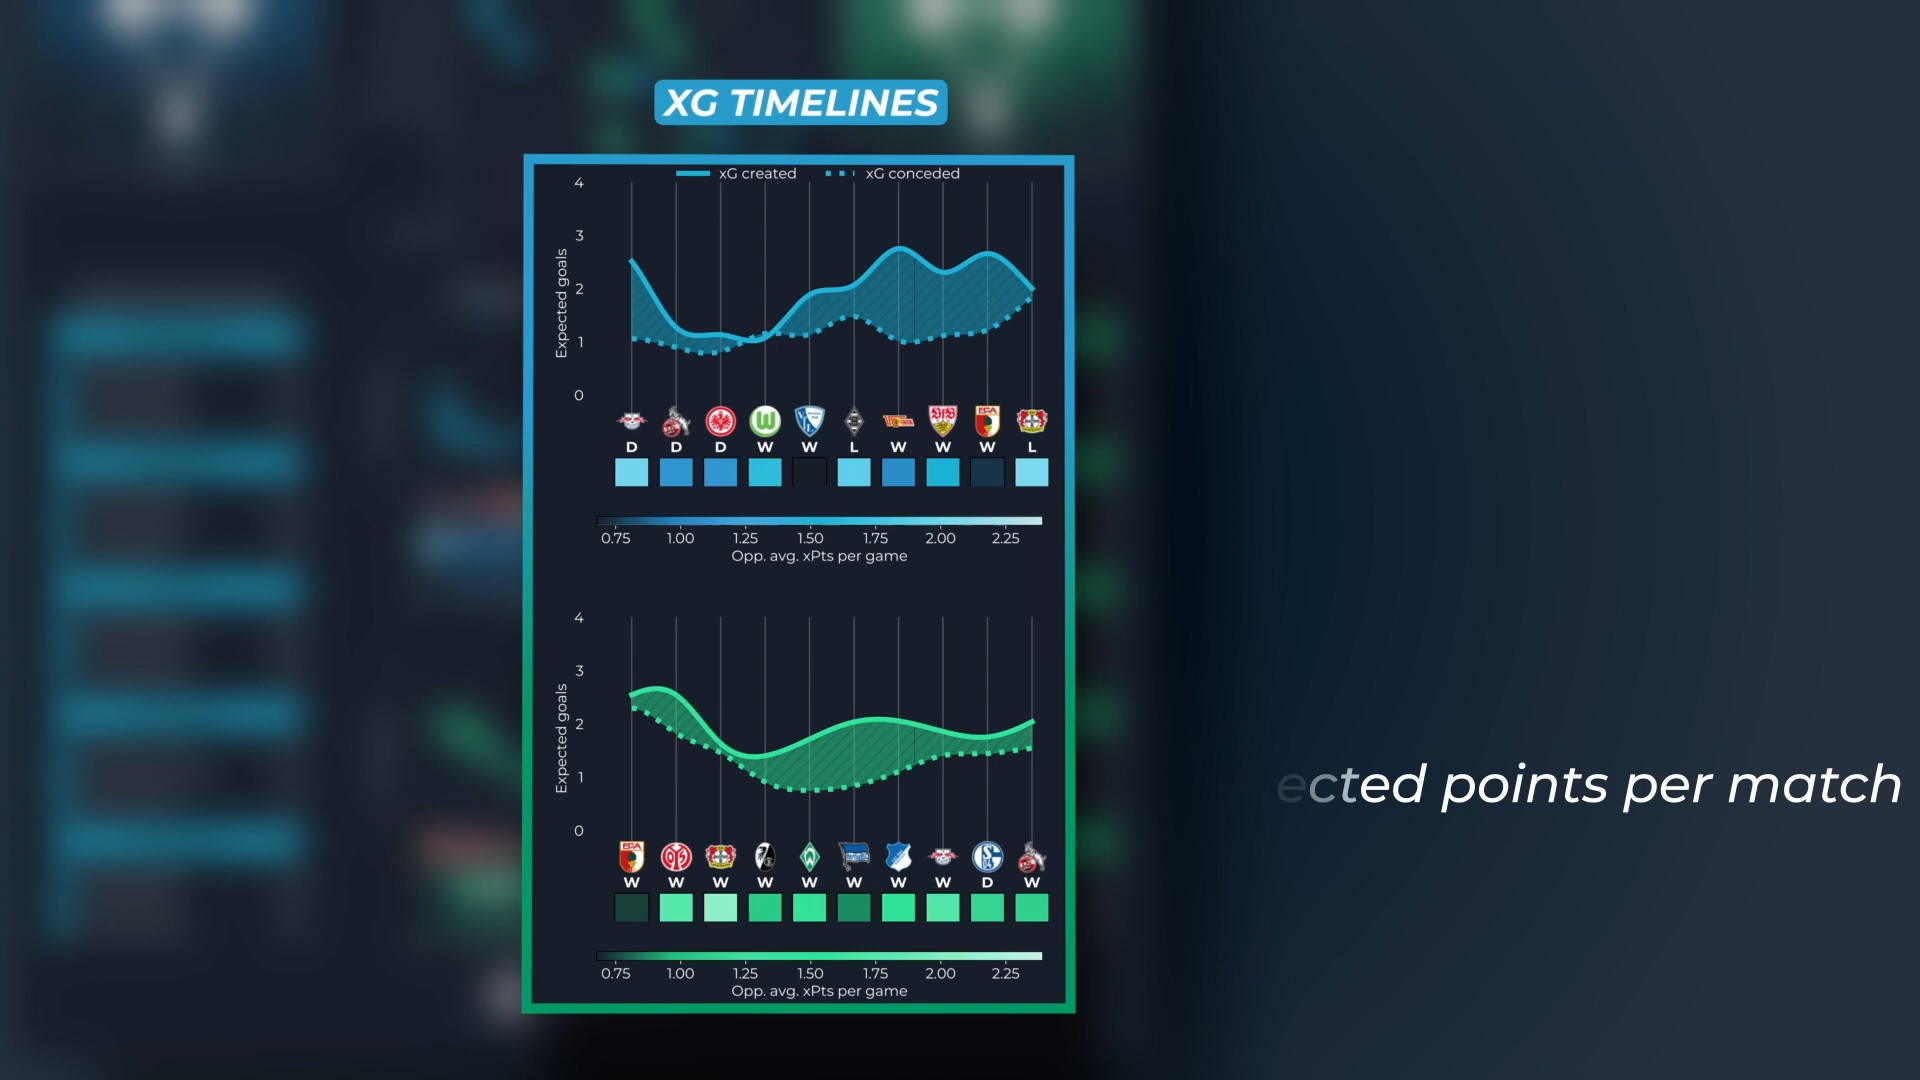 XG TIMELINES
xG created xG conceded
4
3
2
1
0
Expected goals
D D D W W L W W W L
0.75 1.00 1.25 1.50 1.75 2.00 2.25
Opp. avg. xPts per game
4
3
2
1
0
Expected goals
W W W W W W W W D W
0.75 1.00 1.25 1.50 1.75 2.00 2.25
Opp. avg. xPts per game
ected points per match